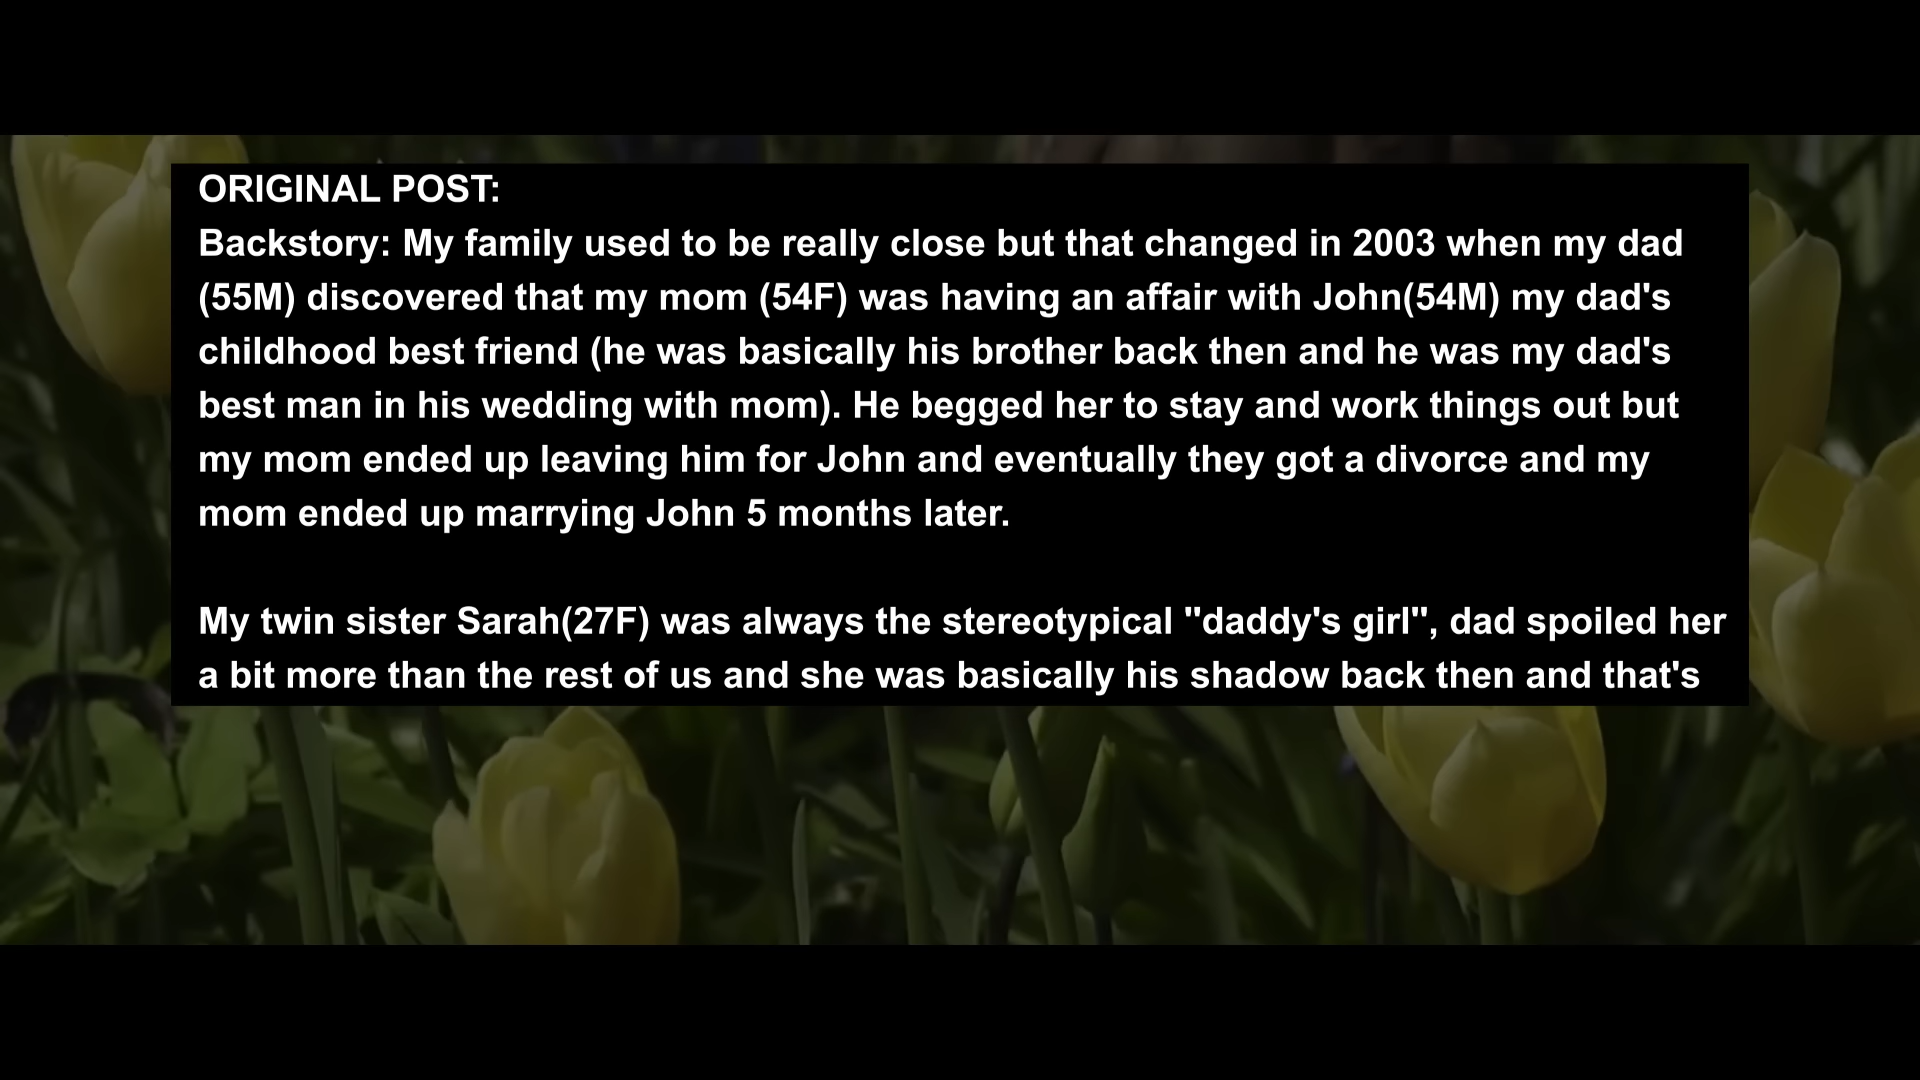 ORIGINAL POST:
Backstory: My family used to be really close but that changed in 2003 when my dad
(55M) discovered that my mom (54F) was having an affair with John(54M) my dad's
childhood best friend (he was basically his brother back then and he was my dad's
best man in his wedding with mom). He begged her to stay and work things out but
my mom ended up leaving him for John and eventually they got a divorce and my
mom ended up marrying John 5 months later.
My twin sister Sarah(27F) was always the stereotypical "daddy's girl", dad spoiled her
a bit more than the rest of us and she was basically his shadow back then and that's